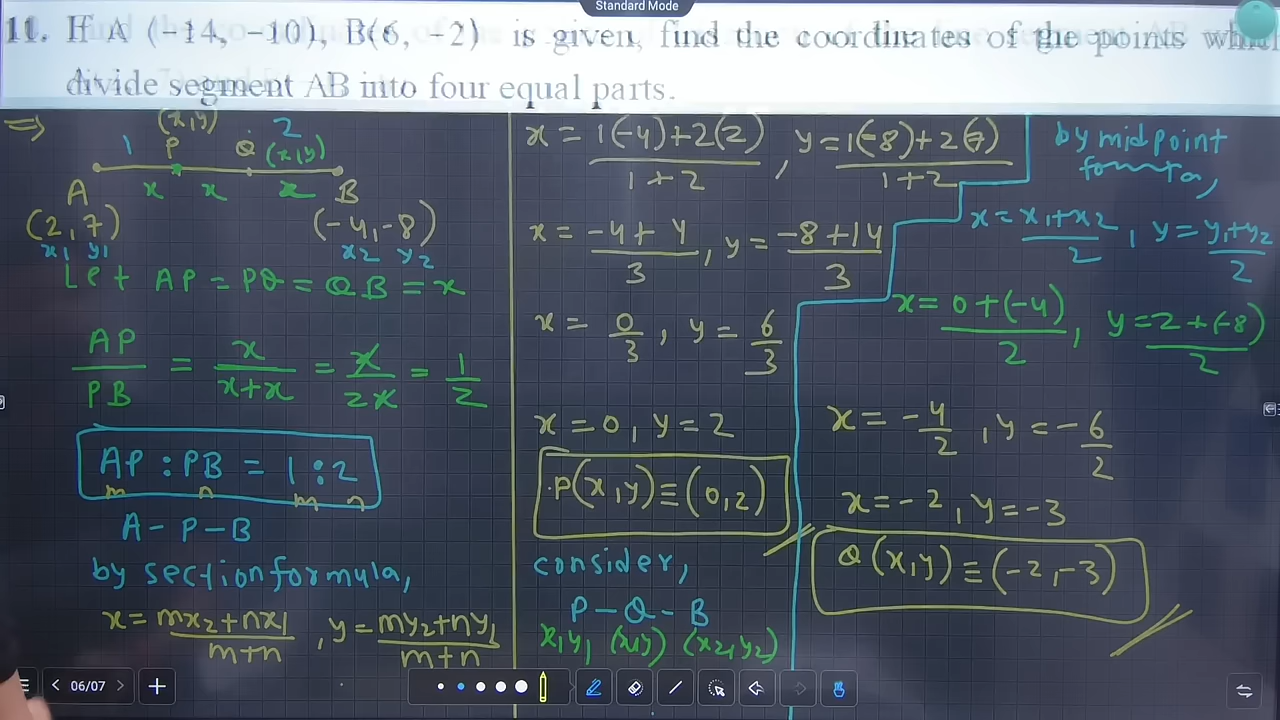 Standard Mode
11. If A (−14, −10), B(6, −2) is given, find the coordinates of the points which
divide segment AB into four equal parts.
⇒
(x,y)
1 P Q 2
(x,y)
x x x
A B
(2,7) (-4,-8)
x1 y1 x2 y2
Let AP = PQ = QB = x
AP/PB = x/(x+x) = x/2x = 1/2
AP : PB = 1 : 2
m n m n
A - P - B
by section formula,
x = (mx2+nx1)/(m+n) , y = (my2+ny1)/(m+n)
x = (1(-4)+2(2))/(1+2) , y = (1(-8)+2(7))/(1+2)
x = (-4+4)/3 , y = (-8+14)/3
x = 0/3 , y = 6/3
x = 0 , y = 2
P(x,y) ≡ (0,2)
consider,
P - Q - B
x1,y1 (x,y) (x2,y2)
by midpoint
formula,
x = (x1+x2)/2 , y = (y1+y2)/2
x = (0+(-4))/2 , y = (2+(-8))/2
x = -4/2 , y = -6/2
x = -2 , y = -3
Q(x,y) ≡ (-2,-3)
06/07